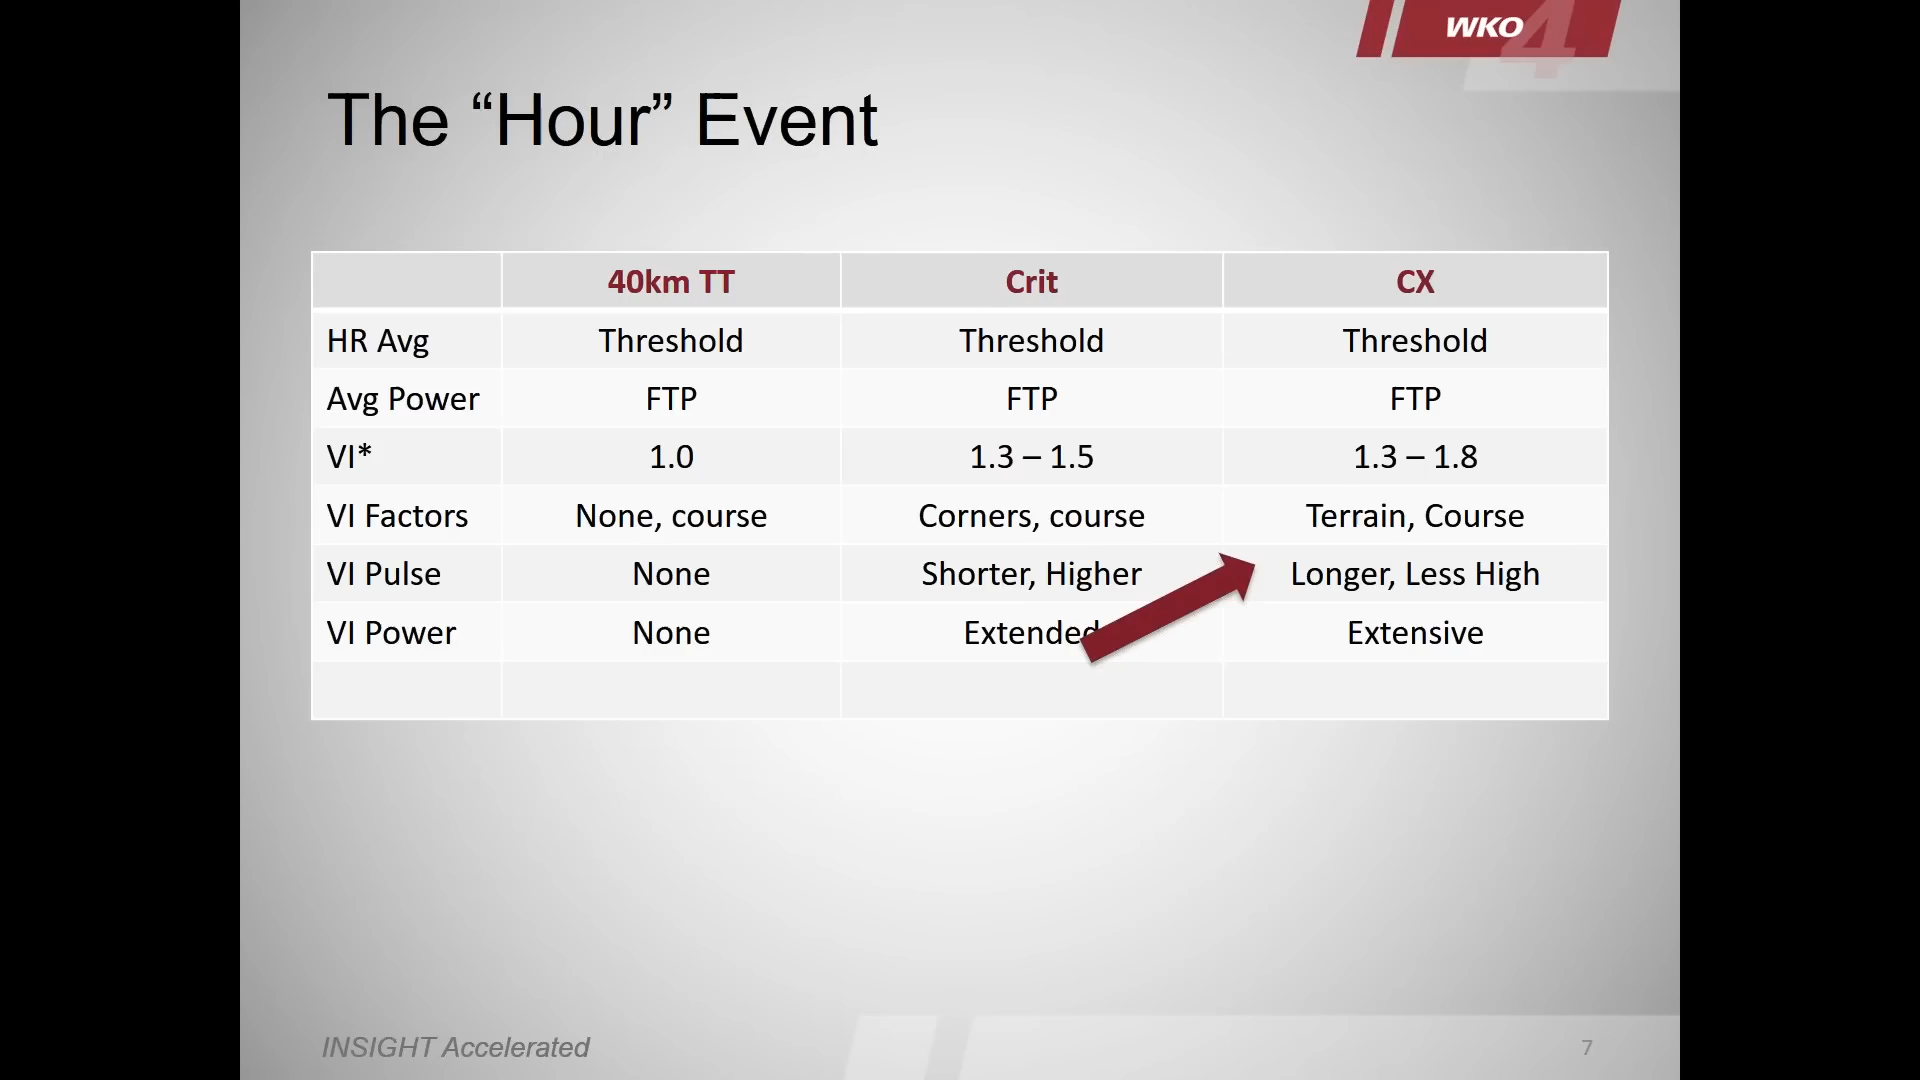 WKO 4
The “Hour” Event
40km TT Crit CX
HR Avg Threshold Threshold Threshold
Avg Power FTP FTP FTP
VI* 1.0 1.3 – 1.5 1.3 – 1.8
VI Factors None, course Corners, course Terrain, Course
VI Pulse None Shorter, Higher Longer, Less High
VI Power None Extended Extensive
INSIGHT Accelerated 7